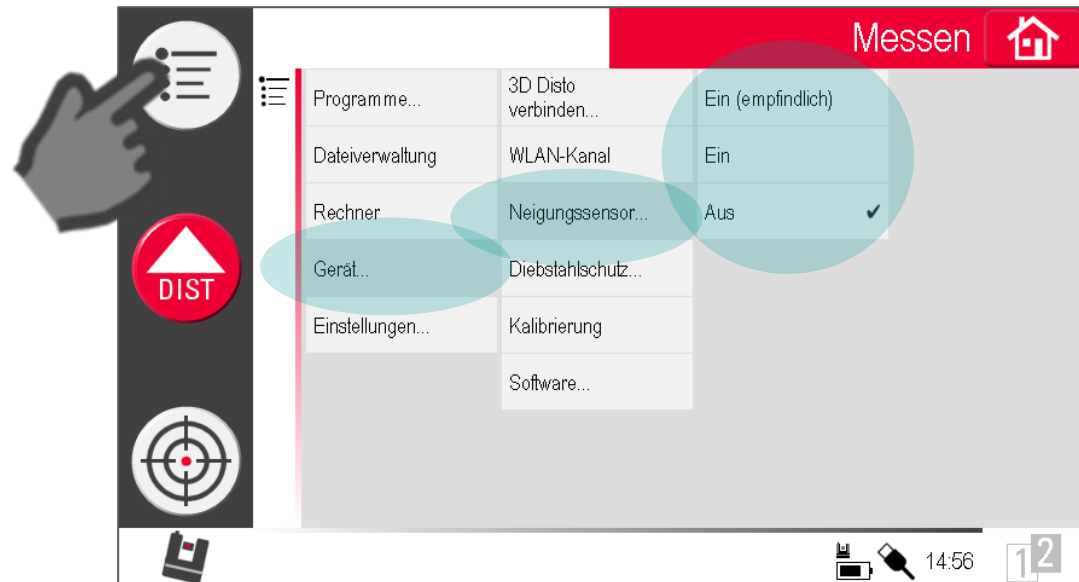 Messen
Programme...
Dateiverwaltung
Rechner
Gerät...
Einstellungen...
3D Disto
verbinden...
WLAN-Kanal
Neigungssensor...
Diebstahlschutz...
Kalibrierung
Software...
Ein (empfindlich)
Ein
Aus
DIST
14:56
1 2